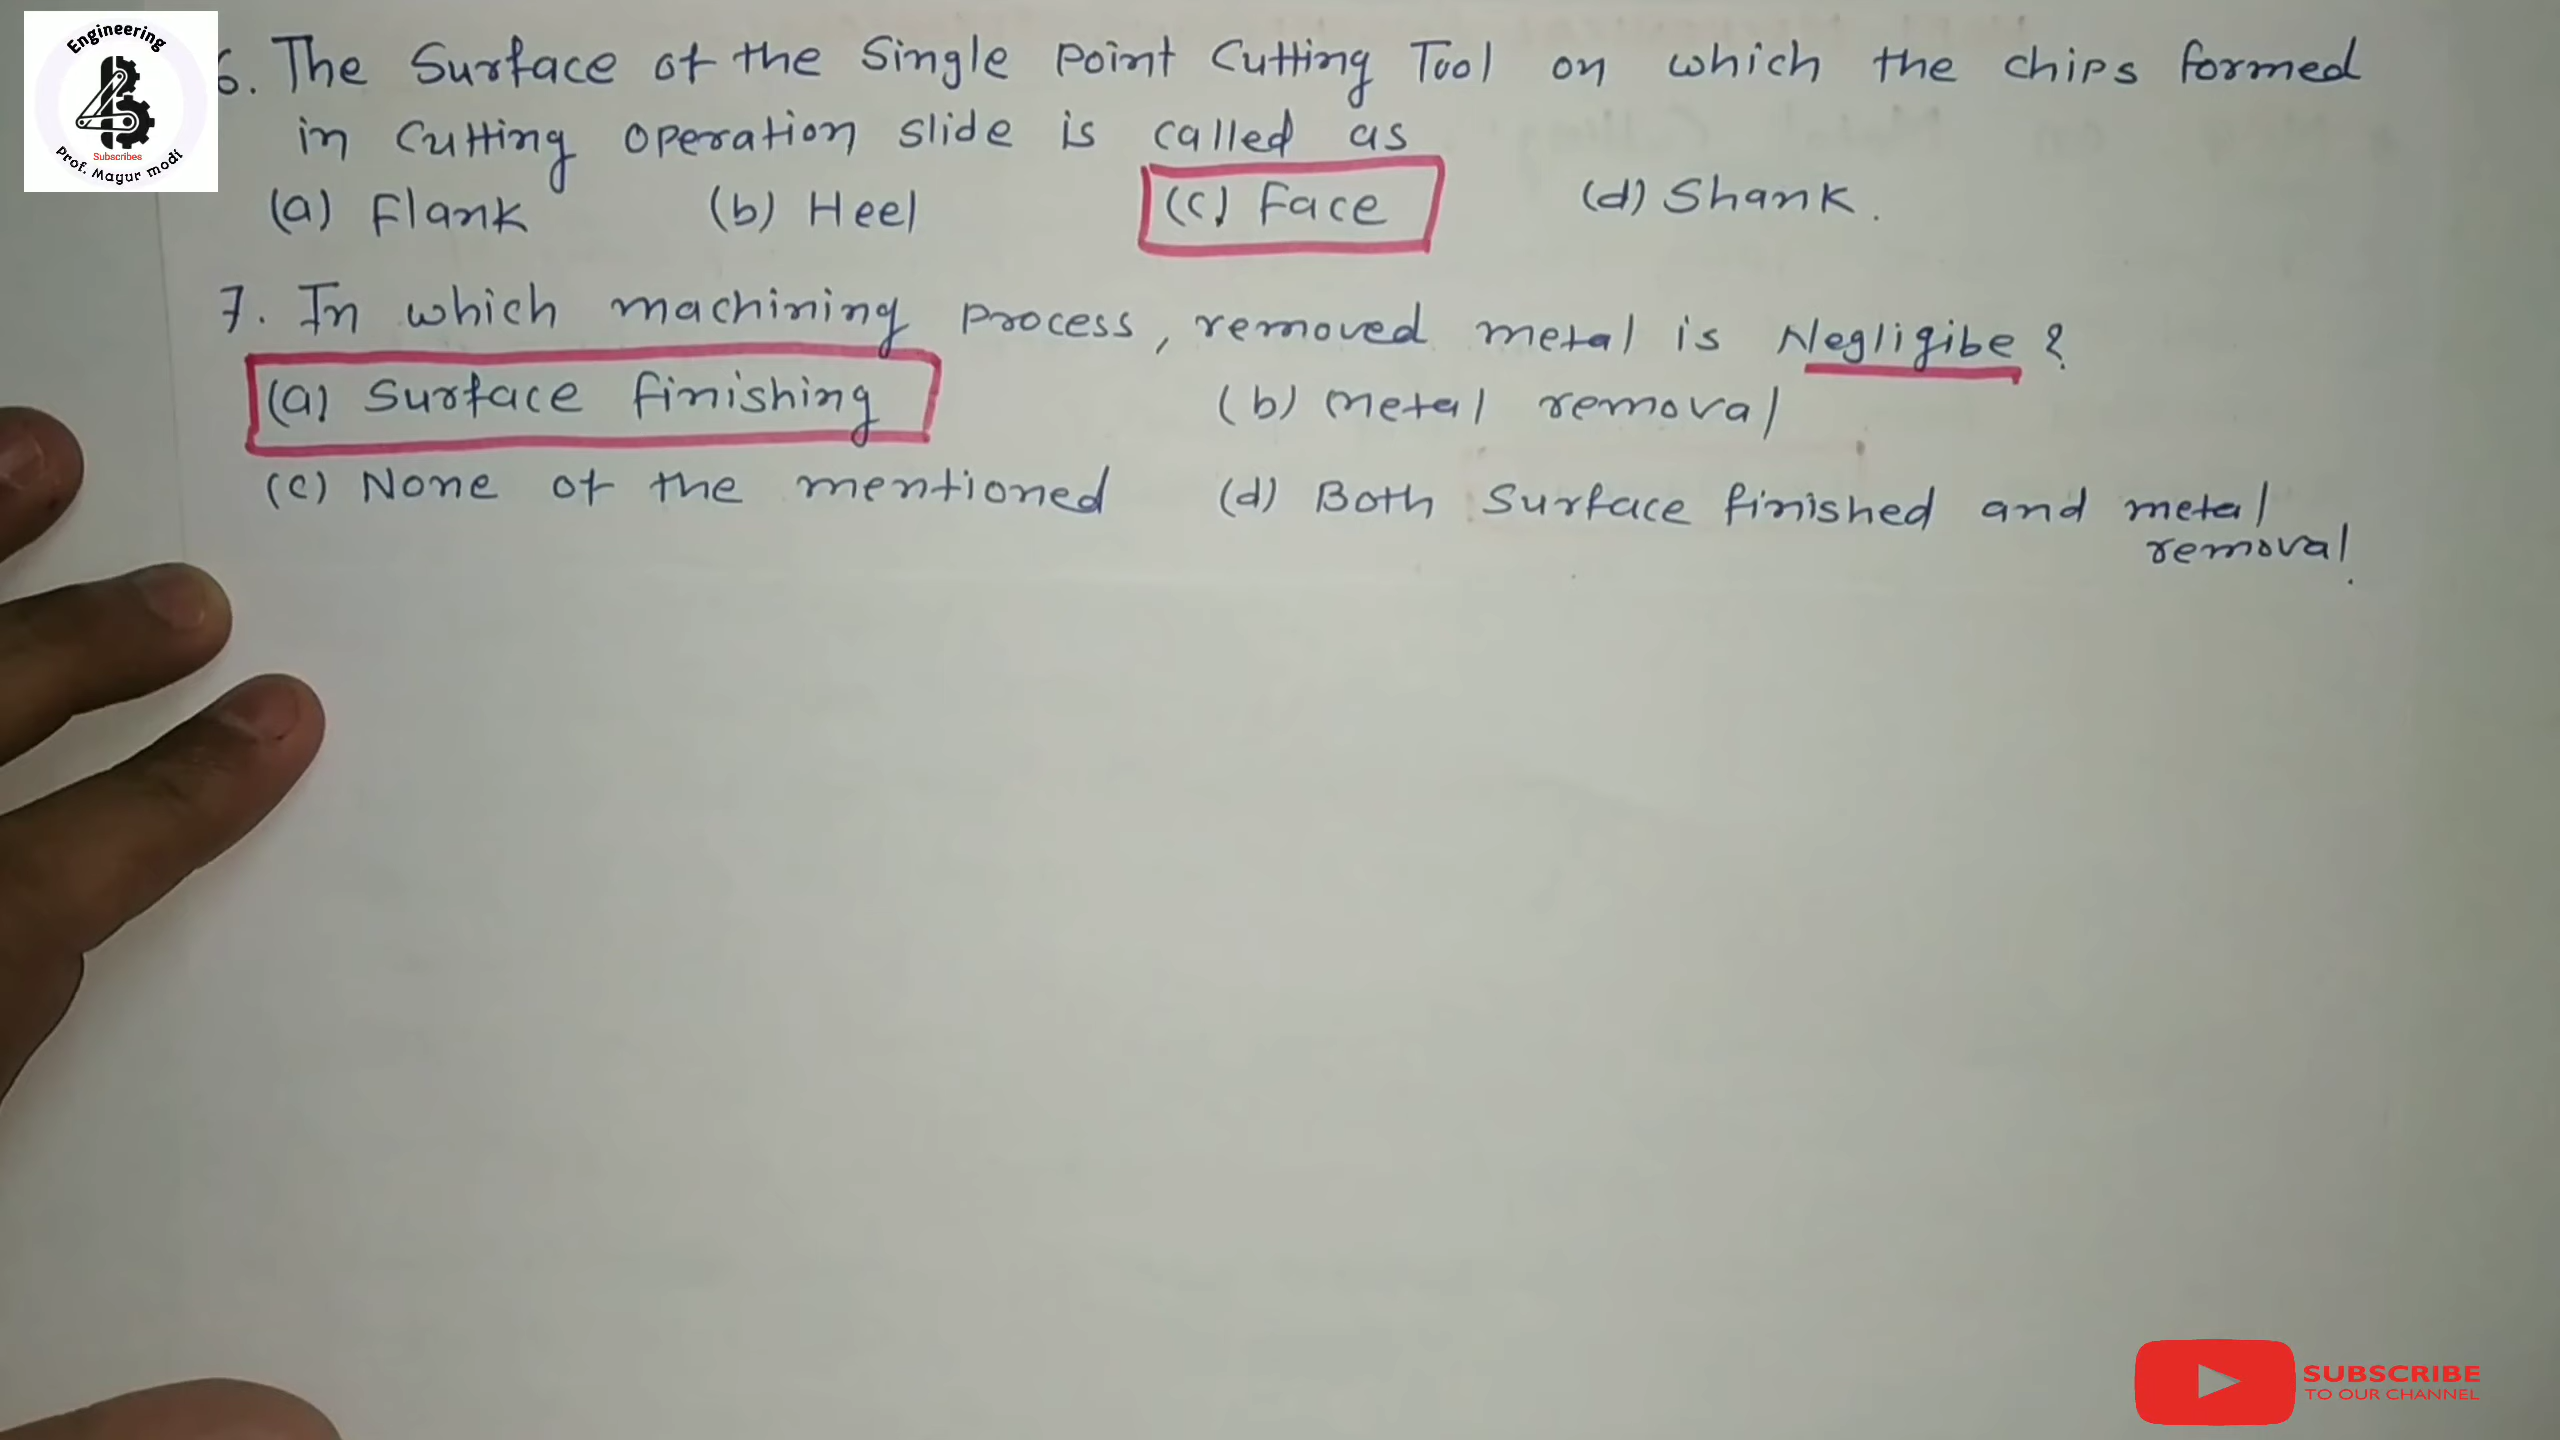 Engineering
Subscribes
Prof. Mayur modi
6. The Surface of the Single Point Cutting Tool on which the chips formed
in Cutting operation slide is called as
(a) Flank (b) Heel (c) Face (d) Shank.
7. In which machining process, removed metal is Negligibe?
(a) Surface finishing (b) metal removal
(c) None of the mentioned (d) Both Surface finished and metal
removal.
SUBSCRIBE
TO OUR CHANNEL